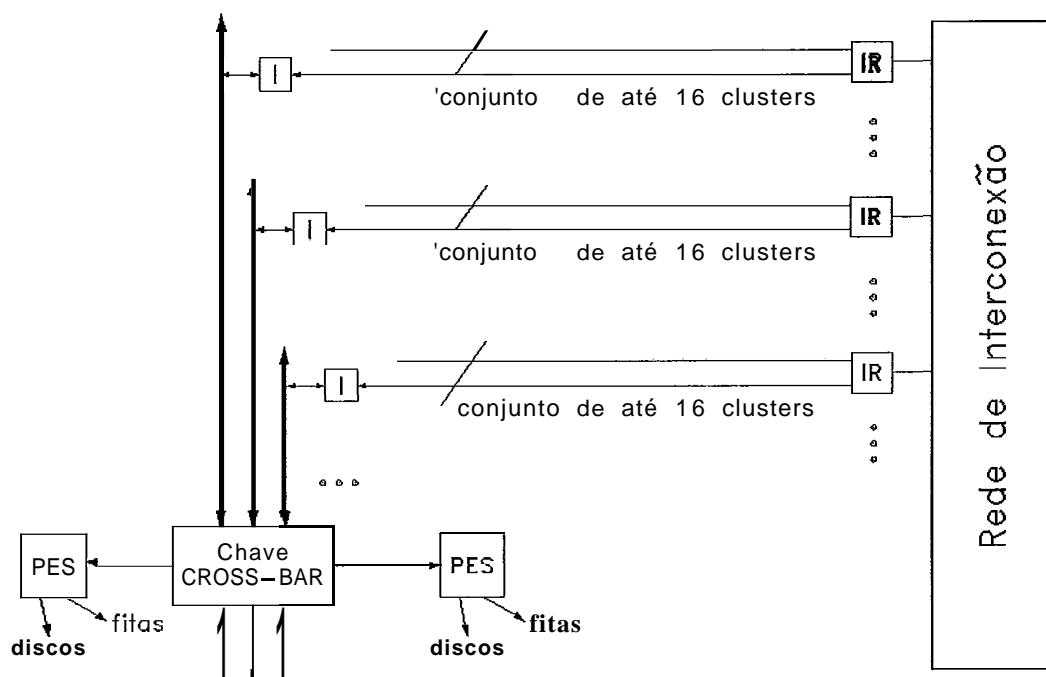 I
IR
'conjunto de até 16 clusters
I
IR
'conjunto de até 16 clusters
I
IR
conjunto de até 16 clusters
Rede de Interconexão
Chave
CROSS-BAR
PES
fitas
discos
PES
fitas
discos